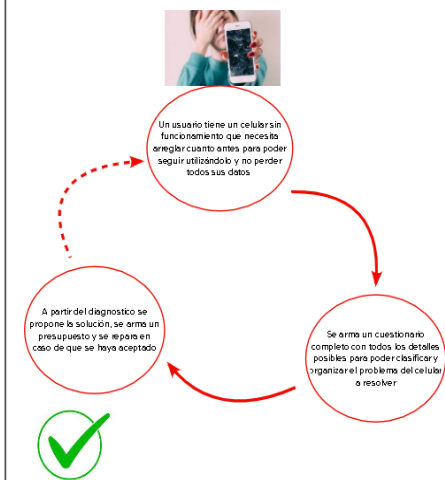 Un usuario tiene un celular sin
funcionamiento que necesita
arreglar cuanto antes para poder
seguir utilizándolo y no perder
todos sus datos
Se arma un cuestionario
completo con todos los detalles
posibles para poder clasificar y
organizar el problema del celular
a resolver
A partir del diagnostico se
propone la solución, se arma un
presupuesto y se repara en
caso de que se haya aceptado